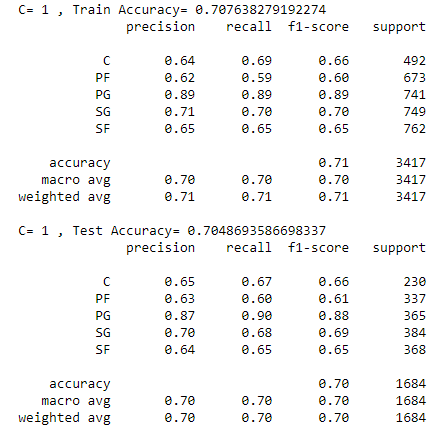 C= 1 , Train Accuracy= 0.707638279192274
precision recall f1-score support
C 0.64 0.69 0.66 492
PF 0.62 0.59 0.60 673
PG 0.89 0.89 0.89 741
SG 0.71 0.70 0.70 749
SF 0.65 0.65 0.65 762
accuracy 0.71 3417
macro avg 0.70 0.70 0.70 3417
weighted avg 0.71 0.71 0.71 3417
C= 1 , Test Accuracy= 0.7048693586698337
precision recall f1-score support
C 0.65 0.67 0.66 230
PF 0.63 0.60 0.61 337
PG 0.87 0.90 0.88 365
SG 0.70 0.68 0.69 384
SF 0.64 0.65 0.65 368
accuracy 0.70 1684
macro avg 0.70 0.70 0.70 1684
weighted avg 0.70 0.70 0.70 1684